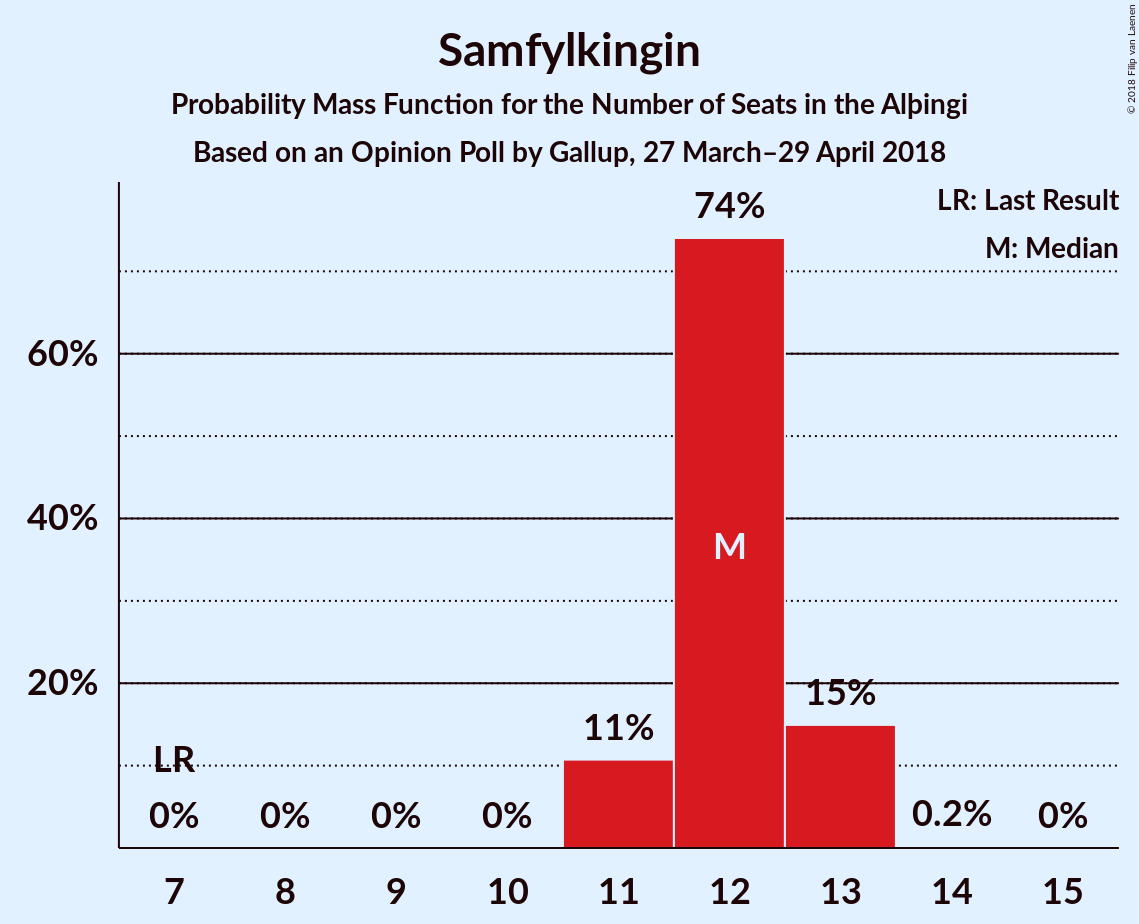 Samfylkingin
Probability Mass Function for the Number of Seats in the Alþingi
Based on an Opinion Poll by Gallup, 27 March–29 April 2018
© 2018 Filip van Laenen
LR: Last Result
M: Median
74%
60%
40%
M
20%
15%
11%
LR
0% 0% 0% 0% 0.2% 0%
7 8 9 10 11 12 13 14 15